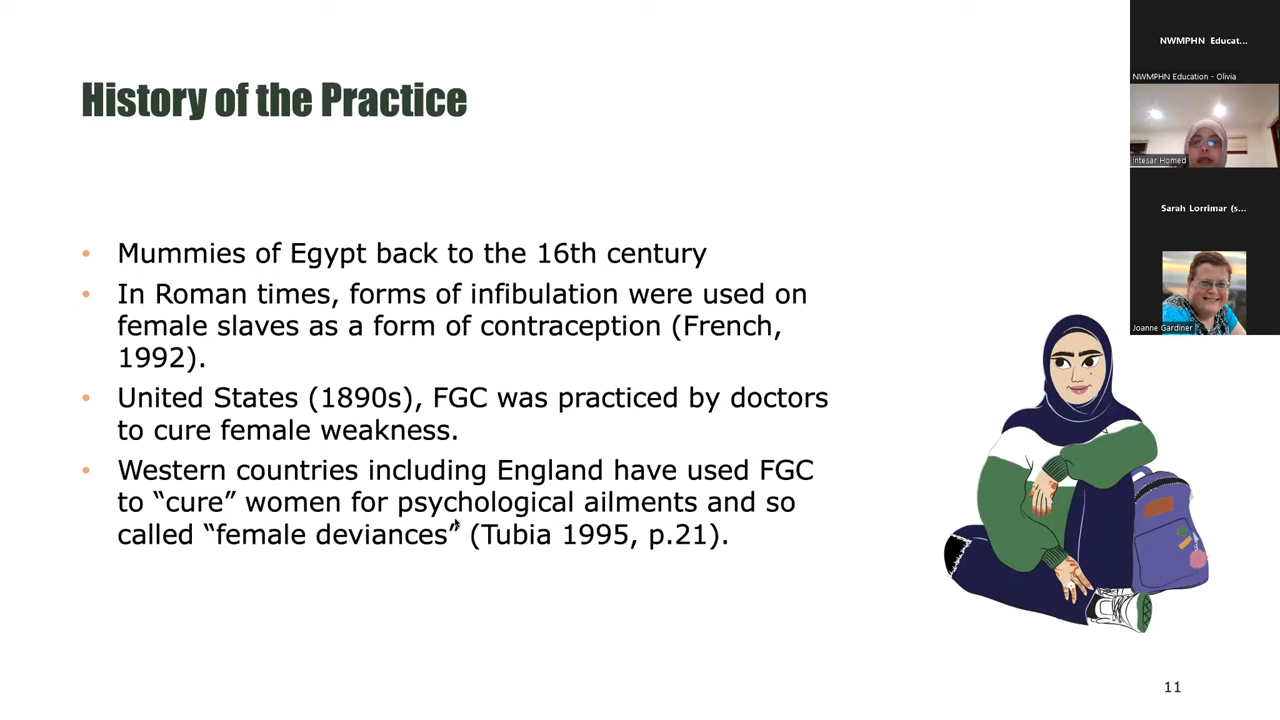 History of the Practice
• Mummies of Egypt back to the 16th century
• In Roman times, forms of infibulation were used on
female slaves as a form of contraception (French,
1992).
• United States (1890s), FGC was practiced by doctors
to cure female weakness.
• Western countries including England have used FGC
to “cure” women for psychological ailments and so
called “female deviances” (Tubia 1995, p.21).
11
NWMPHN Educat...
NWMPHN Education - Olivia
Intesar Homed
Sarah Lorrimar (s...
Joanne Gardiner